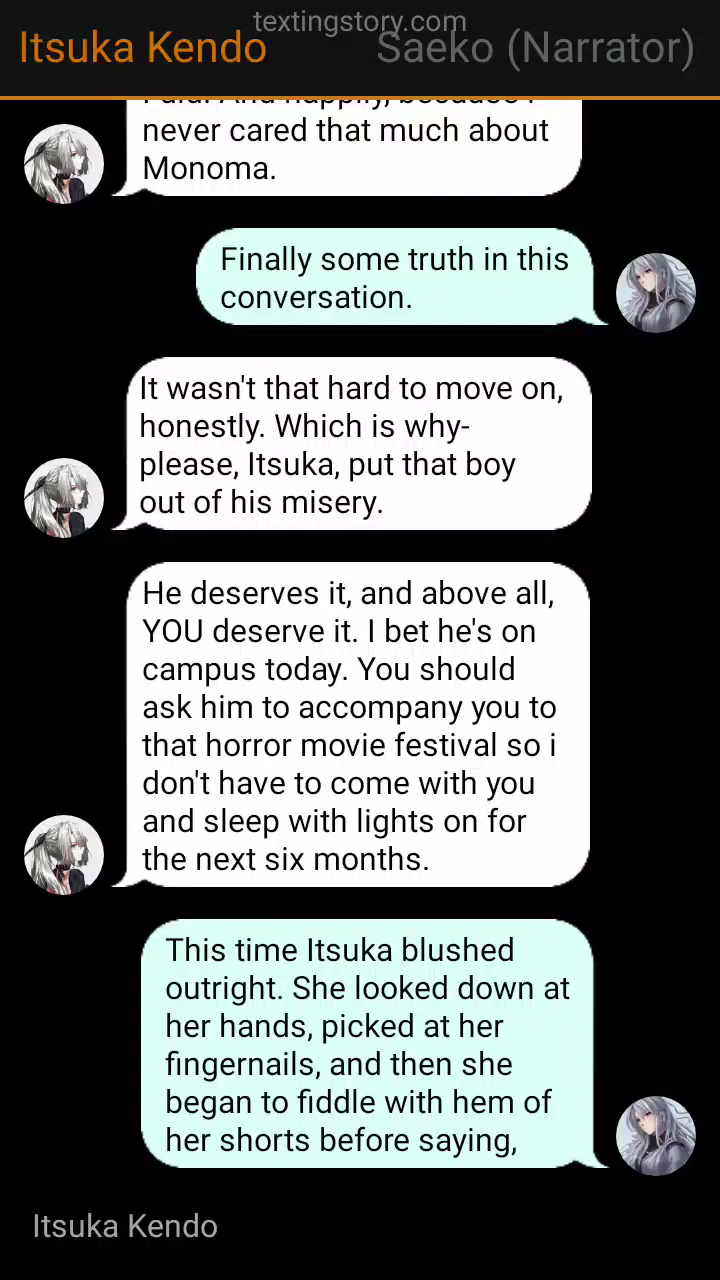 textingstory.com
Itsuka Kendo
Saeko (Narrator)
never cared that much about
Monoma.
Finally some truth in this
conversation.
It wasn't that hard to move on,
honestly. Which is why-
please, Itsuka, put that boy
out of his misery.
He deserves it, and above all,
YOU deserve it. I bet he's on
campus today. You should
ask him to accompany you to
that horror movie festival so i
don't have to come with you
and sleep with lights on for
the next six months.
This time Itsuka blushed
outright. She looked down at
her hands, picked at her
fingernails, and then she
began to fiddle with hem of
her shorts before saying,
Itsuka Kendo